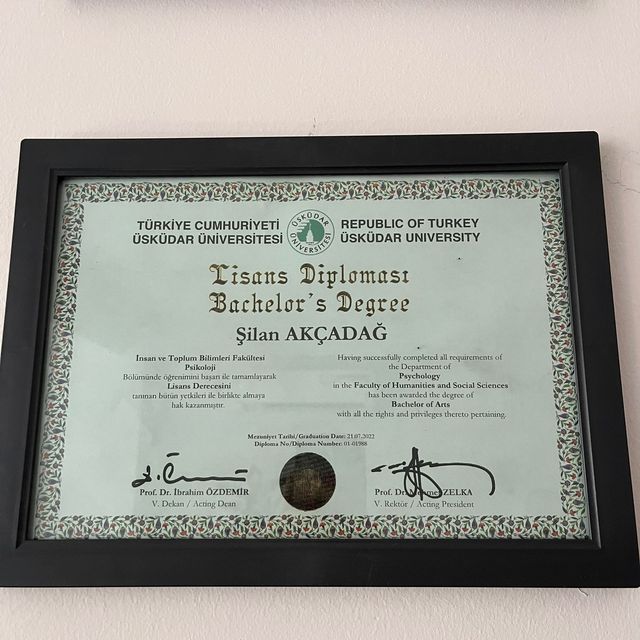 TÜRKİYE CUMHURİYETİ
ÜSKÜDAR ÜNİVERSİTESİ
ÜSKÜDAR
ÜNİVERSİTESİ
REPUBLIC OF TURKEY
ÜSKÜDAR UNIVERSITY
Lisans Diploması
Bachelor's Degree
Şilan AKÇADAĞ
İnsan ve Toplum Bilimleri Fakültesi
Psikoloji
Bölümünde öğrenimini başarı ile tamamlayarak
Lisans Derecesini
tanınan bütün yetkileri ile birlikte almaya
hak kazanmıştır.
Having successfully completed all requirements of
the Department of
Psychology
in the Faculty of Humanities and Social Sciences
has been awarded the degree of
Bachelor of Arts
with all the rights and privileges thereto pertaining.
Mezuniyet Tarihi/Graduation Date: 21.07.2022
Diploma No/Diploma Number: 01-01988
Prof. Dr. İbrahim ÖZDEMİR
V. Dekan / Acting Dean
Prof. Dr. ZELKA
V. Rektör / Acting President